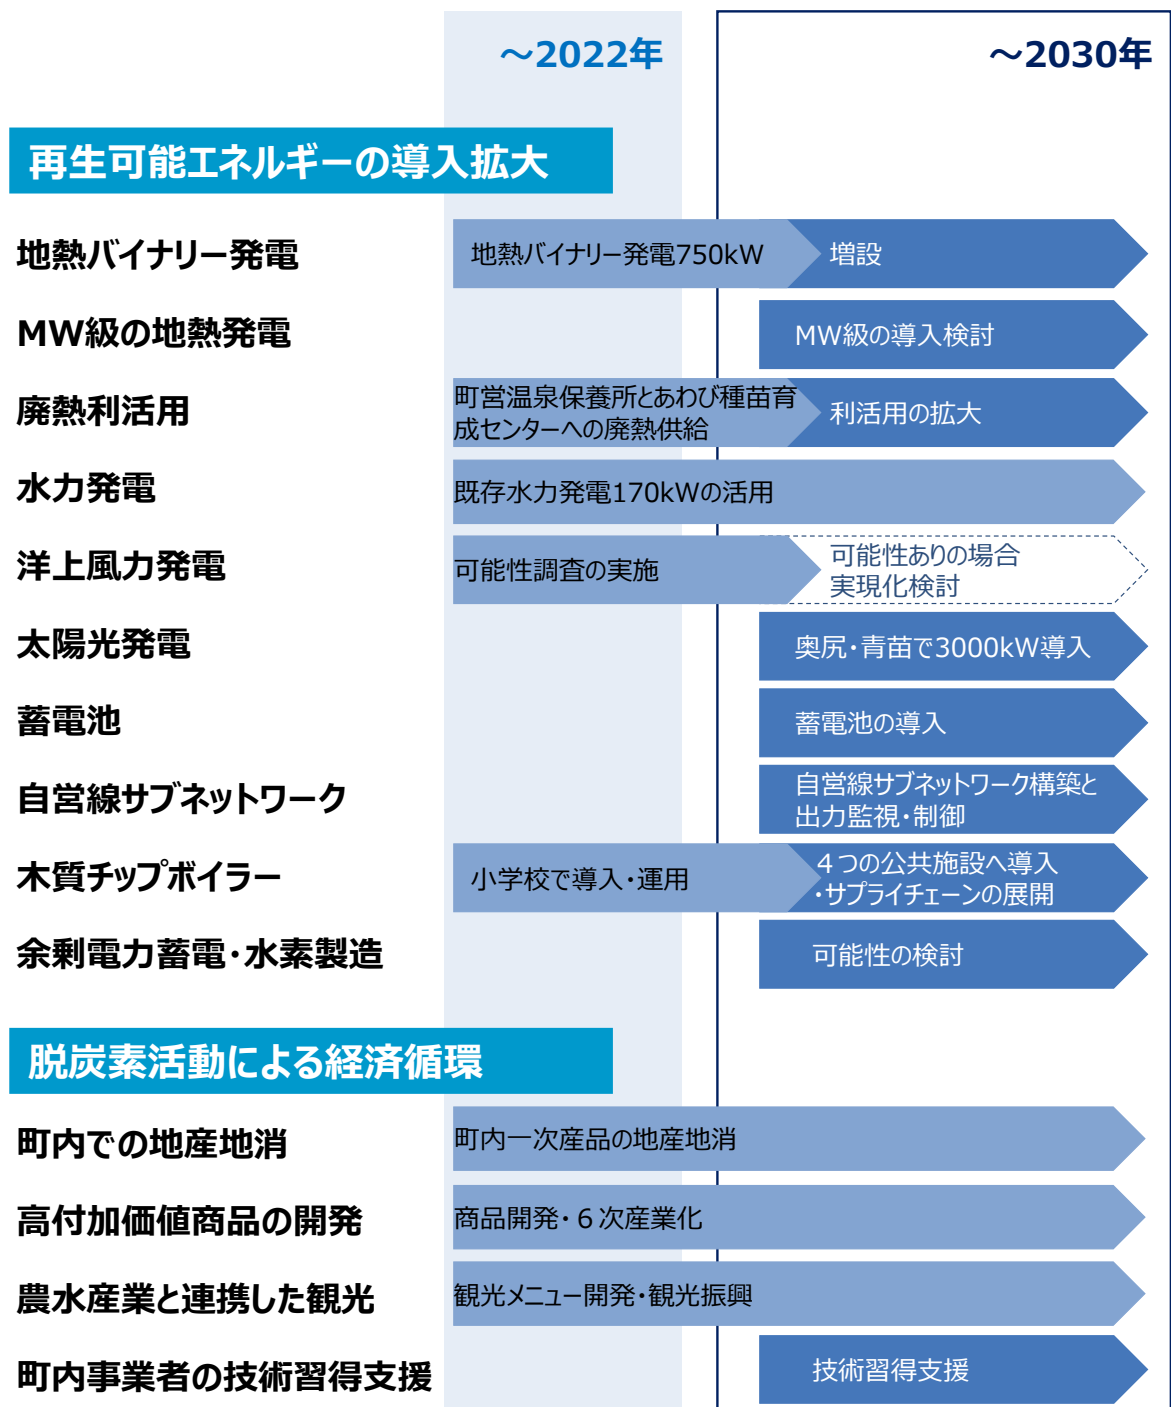 ～2022年
～2030年
再生可能エネルギーの導入拡大
地熱バイナリー発電
地熱バイナリー発電750kW
増設
MW級の地熱発電
MW級の導入検討
廃熱利活用
町営温泉保養所とあわび種苗育
成センターへの廃熱供給
利活用の拡大
水力発電
既存水力発電170kWの活用
洋上風力発電
可能性調査の実施
可能性ありの場合
実現化検討
太陽光発電
奥尻・青苗で3000kW導入
蓄電池
蓄電池の導入
自営線サブネットワーク
自営線サブネットワーク構築と
出力監視・制御
木質チップボイラー
小学校で導入・運用
４つの公共施設へ導入
・サプライチェーンの展開
余剰電力蓄電・水素製造
可能性の検討
脱炭素活動による経済循環
町内での地産地消
町内一次産品の地産地消
高付加価値商品の開発
商品開発・６次産業化
農水産業と連携した観光
観光メニュー開発・観光振興
町内事業者の技術習得支援
技術習得支援